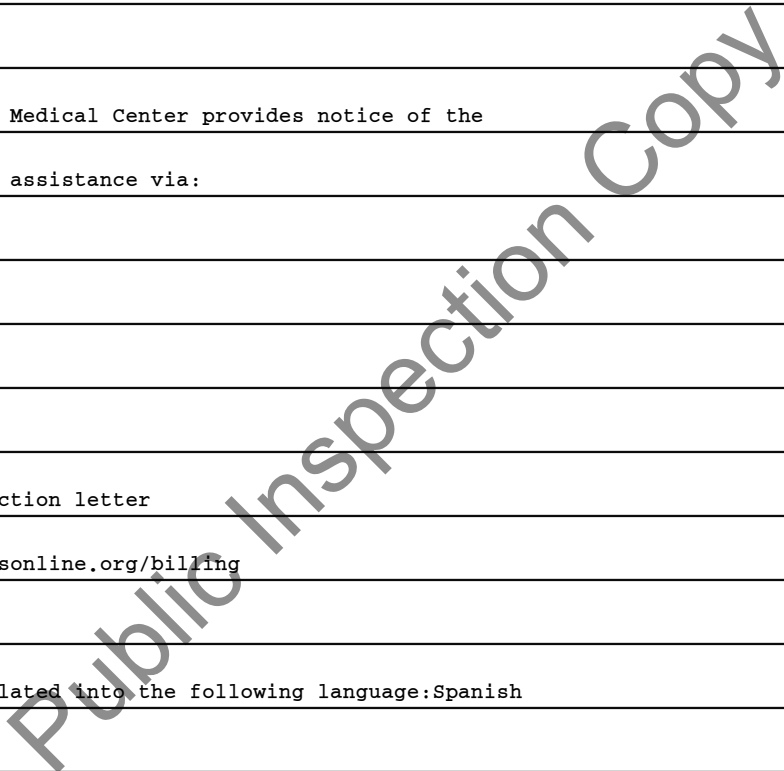 Medical Center provides notice of the
assistance via:
ction letter
sonline.org/billing
lated into the following language:Spanish
Public Inspection Copy